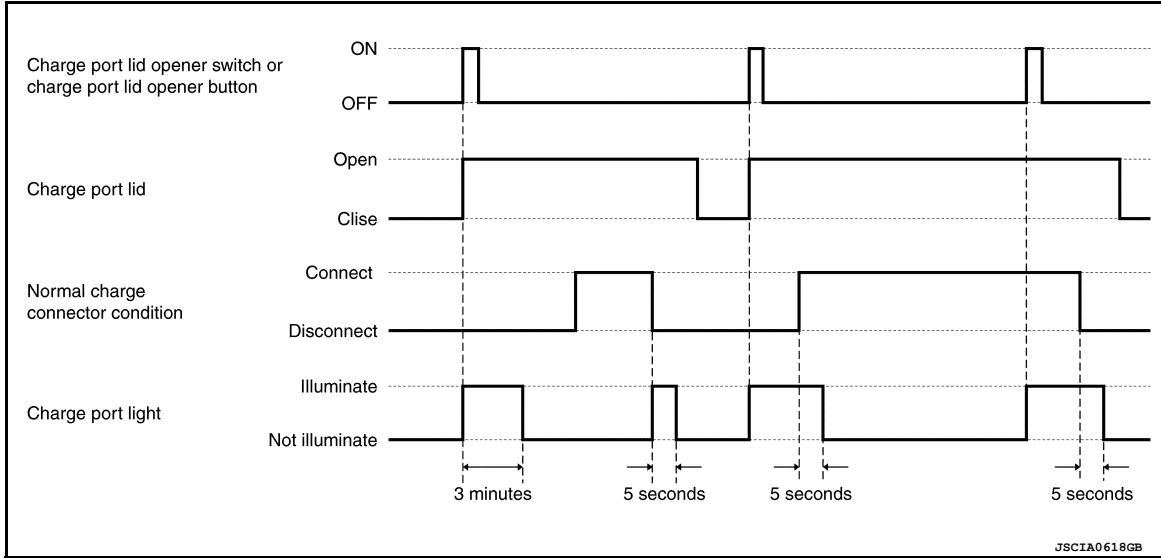 Charge port lid opener switch or
charge port lid opener button
ON
OFF
Charge port lid
Open
Clise
Normal charge
connector condition
Connect
Disconnect
Charge port light
Illuminate
Not illuminate
3 minutes
5 seconds
5 seconds
5 seconds
JSCIA0618GB